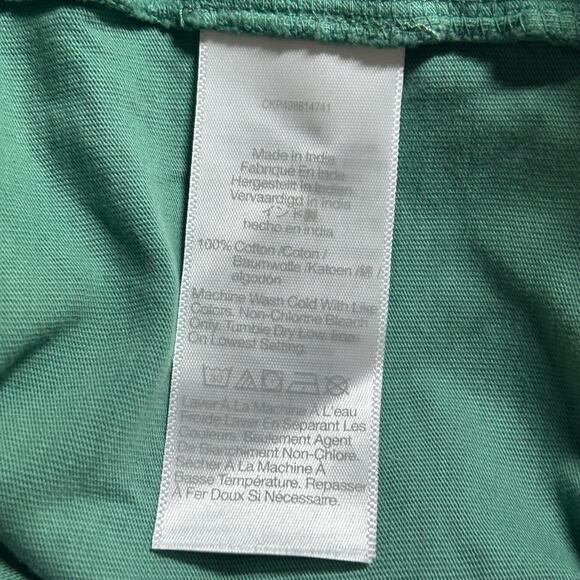 CKP498814741
Made in India
Fabriqué En Inde
Hergestellt in Indien
Vervaardigd in India
インド製
hecho en india
100% Cotton /Coton/
Baumwolle /Katoen /綿 /
algodón
Machine Wash Cold With Like
Colors. Non-Chlorine Bleach
Only. Tumble Dry Low. Iron
On Lowest Setting.
Laver À La Machine À L'eau
Froide Laver En Séparant Les
Couleurs. Seulement Agent
De Blanchiment Non-Chloré.
Sécher À La Machine À
Basse Température. Repasser
À Fer Doux Si Nécessaire.